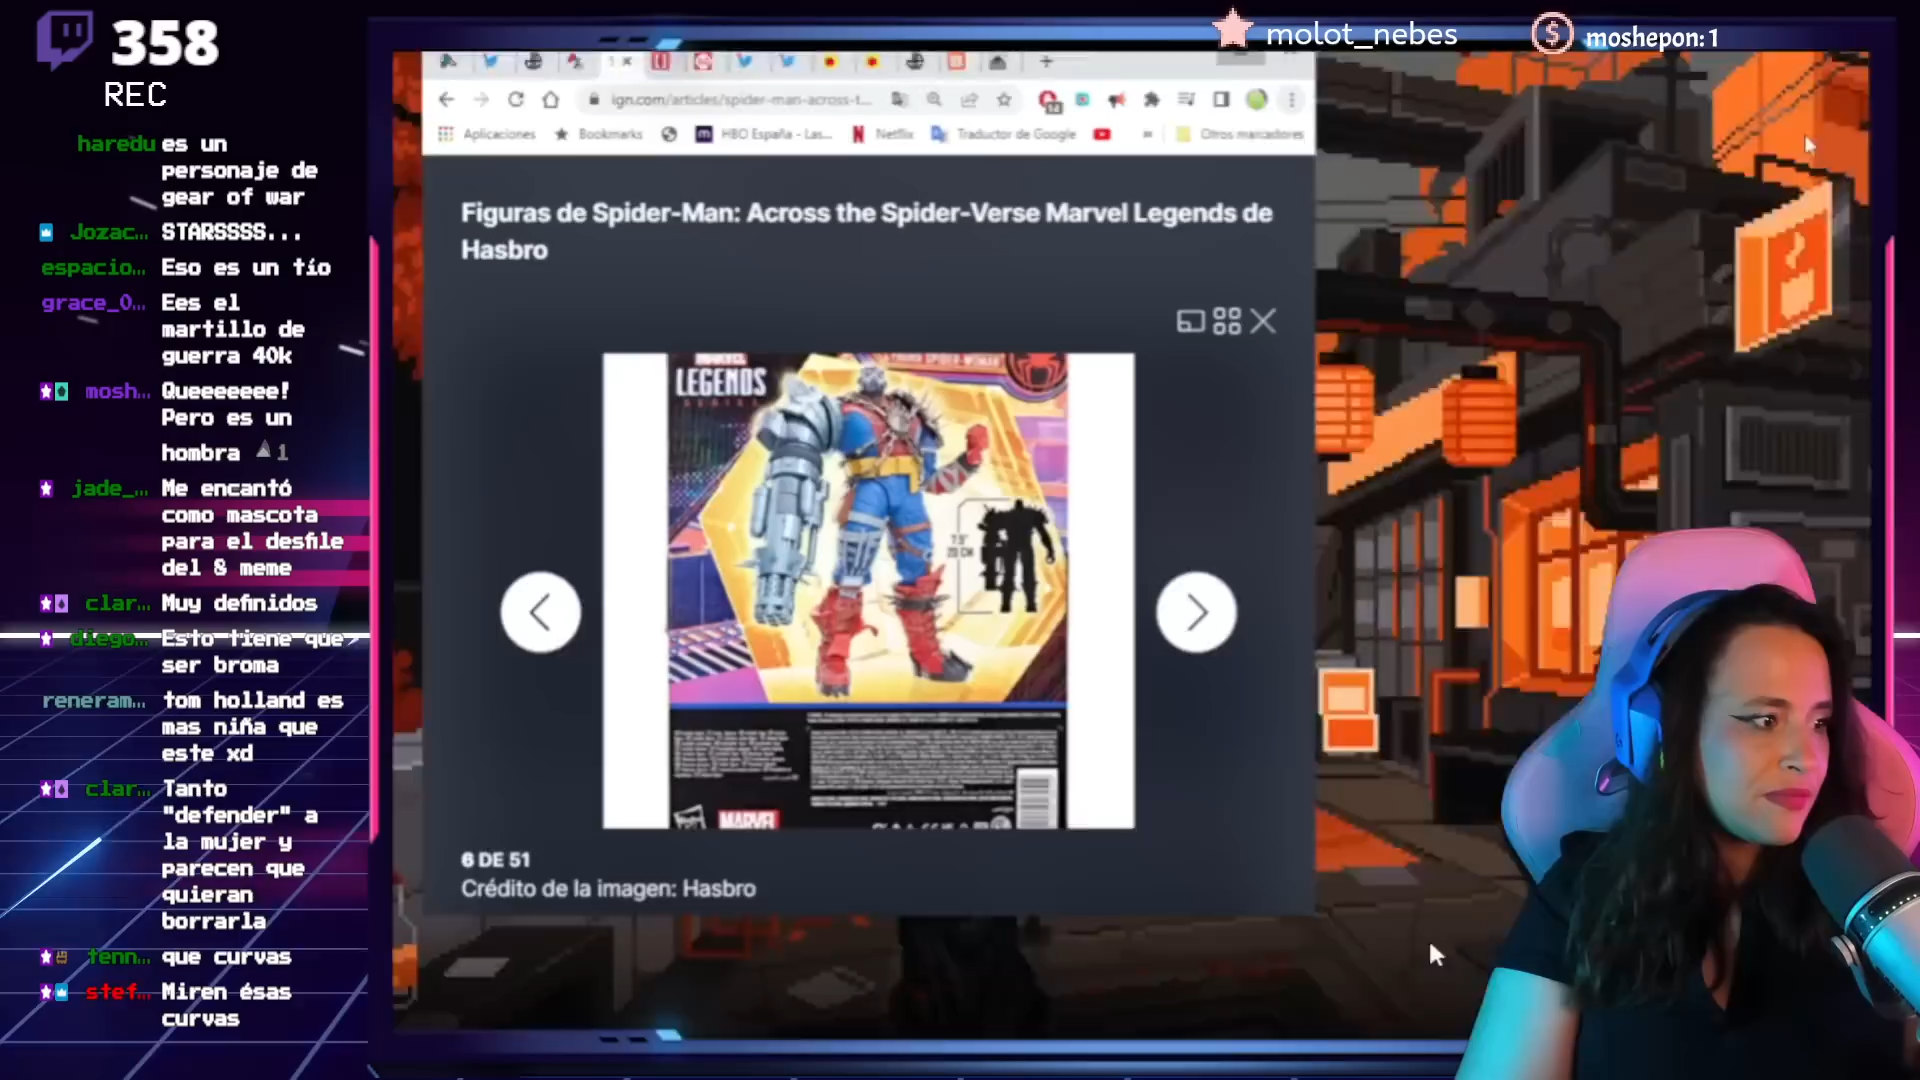 358
REC
molot_nebes
moshepon: 1
haredu es un
personaje de
gear of war
Jozac... STARSSSS...
espacio... Eso es un tío
grace_0... Ees el
martillo de
guerra 40k
mosh... Queeeeeee!
Pero es un
hombra 1
jade_... Me encantó
como mascota
para el desfile
del 8 meme
clar... Muy definidos
diego... Esto tiene que
ser broma
reneram... tom holland es
mas niña que
este xd
clar... Tanto
"defender" a
la mujer y
parecen que
quieran
borrarla
tenn... que curvas
stef... Miren ésas
curvas
ign.com/articles/spider-man-across-t...
Aplicaciones Bookmarks HBO España - Las... Netflix Traductor de Google » Otros marcadores
Figuras de Spider-Man: Across the Spider-Verse Marvel Legends de
Hasbro
MARVEL
LEGENDS
SERIES
20 CM
MARVEL
6 DE 51
Crédito de la imagen: Hasbro